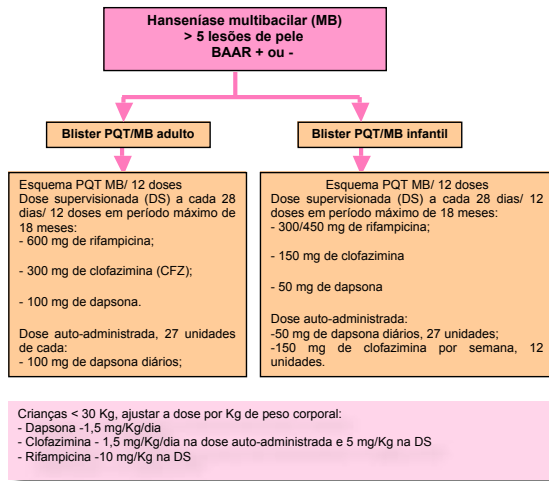 Hanseníase multibacilar (MB)
> 5 lesões de pele
BAAR + ou -
Blister PQT/MB adulto
Blister PQT/MB infantil
Esquema PQT MB/ 12 doses
Dose supervisionada (DS) a cada 28
dias/ 12 doses em período máximo de
18 meses:
- 600 mg de rifampicina;
- 300 mg de clofazimina (CFZ);
- 100 mg de dapsona.
Dose auto-administrada, 27 unidades
de cada:
- 100 mg de dapsona diários;
Esquema PQT MB/ 12 doses
Dose supervisionada (DS) a cada 28 dias/ 12
doses em período máximo de 18 meses:
- 300/450 mg de rifampicina;
- 150 mg de clofazimina
- 50 mg de dapsona
Dose auto-administrada:
-50 mg de dapsona diários, 27 unidades;
-150 mg de clofazimina por semana, 12
unidades.
Crianças < 30 Kg, ajustar a dose por Kg de peso corporal:
- Dapsona -1,5 mg/Kg/dia
- Clofazimina - 1,5 mg/Kg/dia na dose auto-administrada e 5 mg/Kg na DS
- Rifampicina -10 mg/Kg na DS